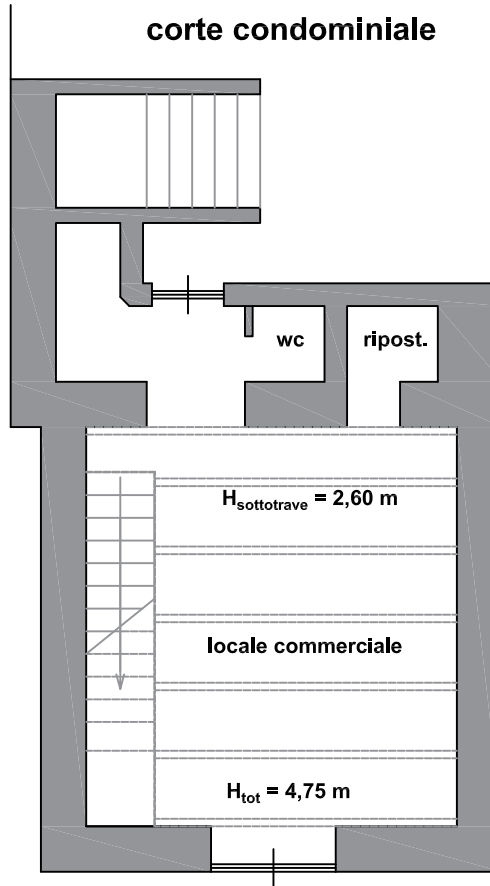 corte condominiale
wc ripost.
Hsottotrave = 2,60 m
locale commerciale
Htot = 4,75 m